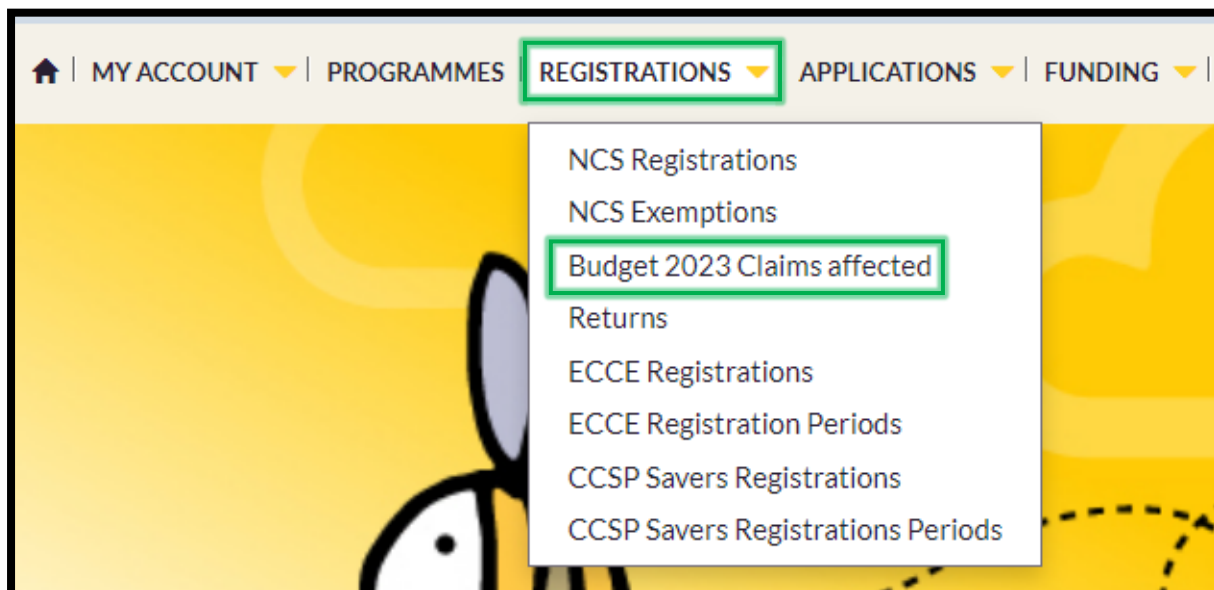 MY ACCOUNT PROGRAMMES REGISTRATIONS APPLICATIONS FUNDING
NCS Registrations
NCS Exemptions
Budget 2023 Claims affected
Returns
ECCE Registrations
ECCE Registration Periods
CCSP Savers Registrations
CCSP Savers Registrations Periods